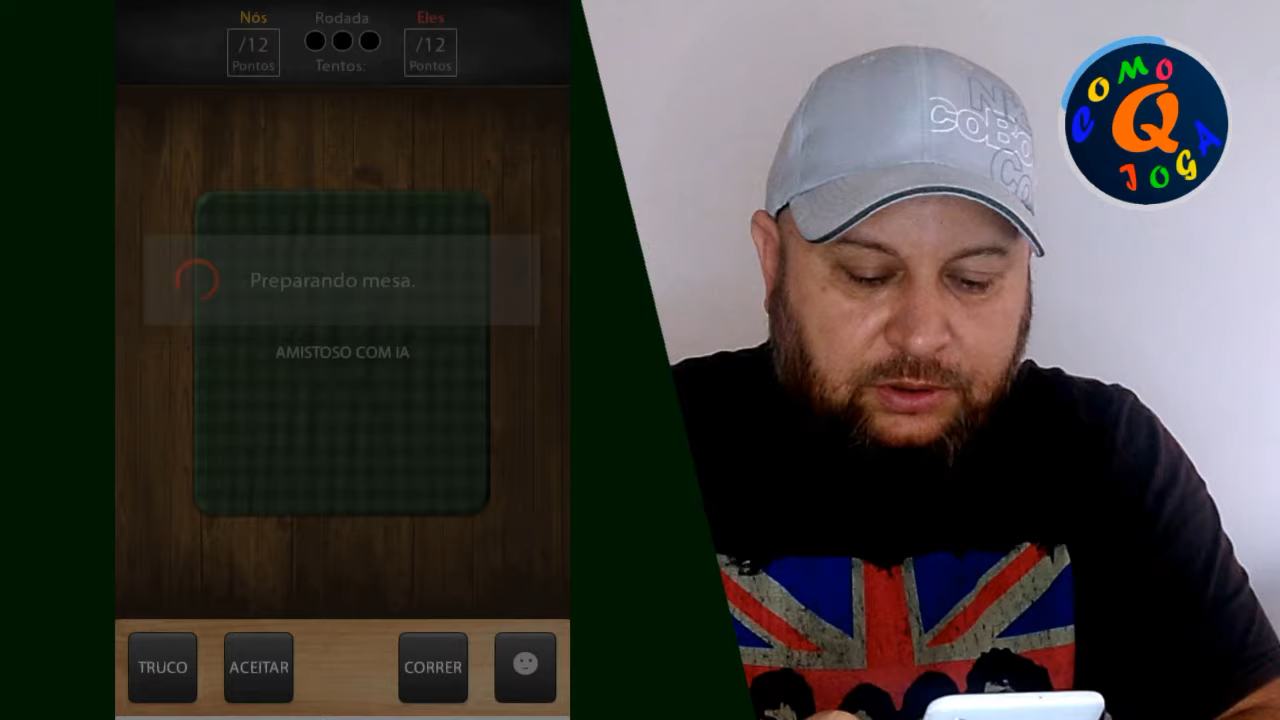 Nós
Rodada
Eles
/12
Pontos
Tentos:
/12
Pontos
Preparando mesa.
AMISTOSO COM IA
TRUCO
ACEITAR
CORRER
COMO
Q
JOGA